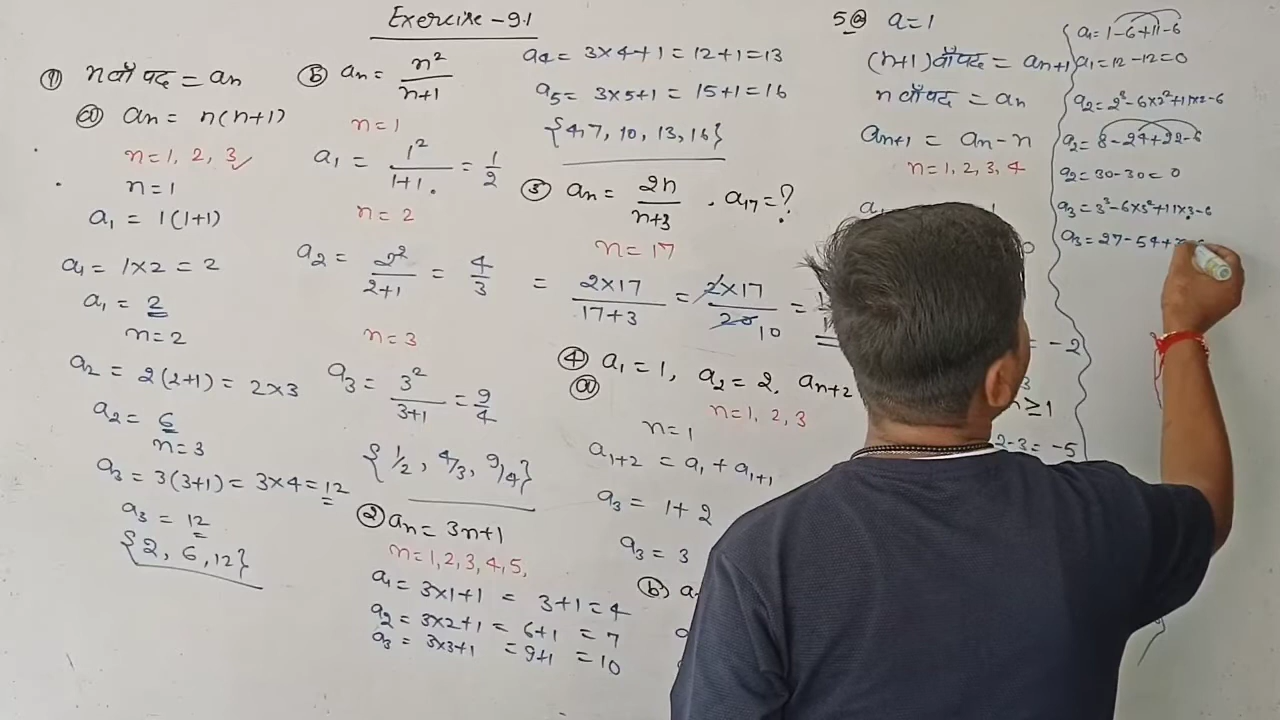 Exercise - 9.1
① n वाँ पद = an
ⓐ an = n(n+1)
n=1, 2, 3
n=1
a1 = 1(1+1)
a1 = 1×2 = 2
a1 = 2
n=2
a2 = 2(2+1) = 2×3
a2 = 6
n=3
a3 = 3(3+1) = 3×4 = 12
a3 = 12
{2, 6, 12}
ⓑ an = n²/n+1
n=1
a1 = 1²/1+1 = 1/2
n=2
a2 = 2²/2+1 = 4/3
n=3
a3 = 3²/3+1 = 9/4
{1/2, 4/3, 9/4}
② an = 3n+1
n=1,2,3,4,5,
a1 = 3×1+1 = 3+1 = 4
a2 = 3×2+1 = 6+1 = 7
a3 = 3×3+1 = 9+1 = 10
a4 = 3×4+1 = 12+1 = 13
a5 = 3×5+1 = 15+1 = 16
{4, 7, 10, 13, 16}
③ an = 2n/n+3 . a17 = ?
n=17
= 2×17/17+3 = 2×17/20 10 =
④ a1 = 1, a2 = 2, an+2
ⓐ n=1, 2, 3
n=1
a1+2 = a1 + a1+1
a3 = 1+2
a3 = 3
ⓑ
5 ⓐ a=1
(n+1) वाँ पद = an+1
n वाँ पद = an
an+1 = an - n
n=1, 2, 3, 4
= -2
n ≥ 1
2-3 = -5
a1 = 1-6+11-6
a1 = 12-12 = 0
a2 = 2³-6×2²+11×2-6
a2 = 8-24+22-6
a2 = 30-30 = 0
a3 = 3³-6×3²+11×3-6
a3 = 27-54+